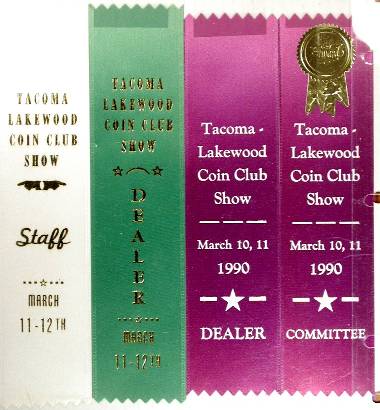 TACOMA
LAKEWOOD
COIN CLUB
SHOW
Staff
MARCH
11-12TH
TACOMA
LAKEWOOD
COIN CLUB
SHOW
DEALER
MARCH
11-12TH
Tacoma -
Lakewood
Coin Club
Show
March 10, 11
1990
DEALER
Tacoma -
Lakewood
Coin Club
Show
March 10, 11
1990
COMMITTEE